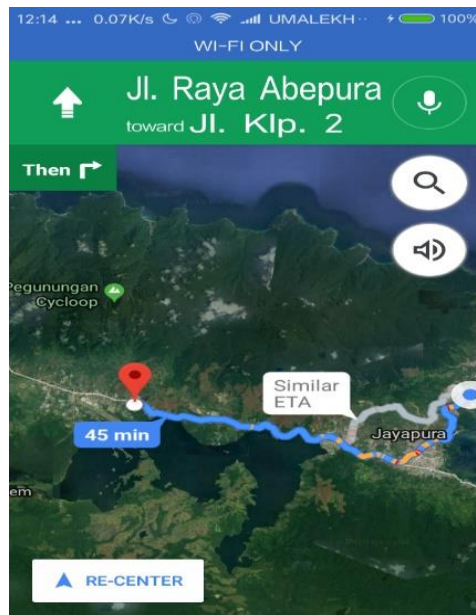 12:14 ... 0.07K/s UMALEKH·· 100%
WI-FI ONLY
Jl. Raya Abepura
toward Jl. Klp. 2
Then
Pegunungan
Cycloop
Similar
ETA
45 min
Jayapura
em
RE-CENTER